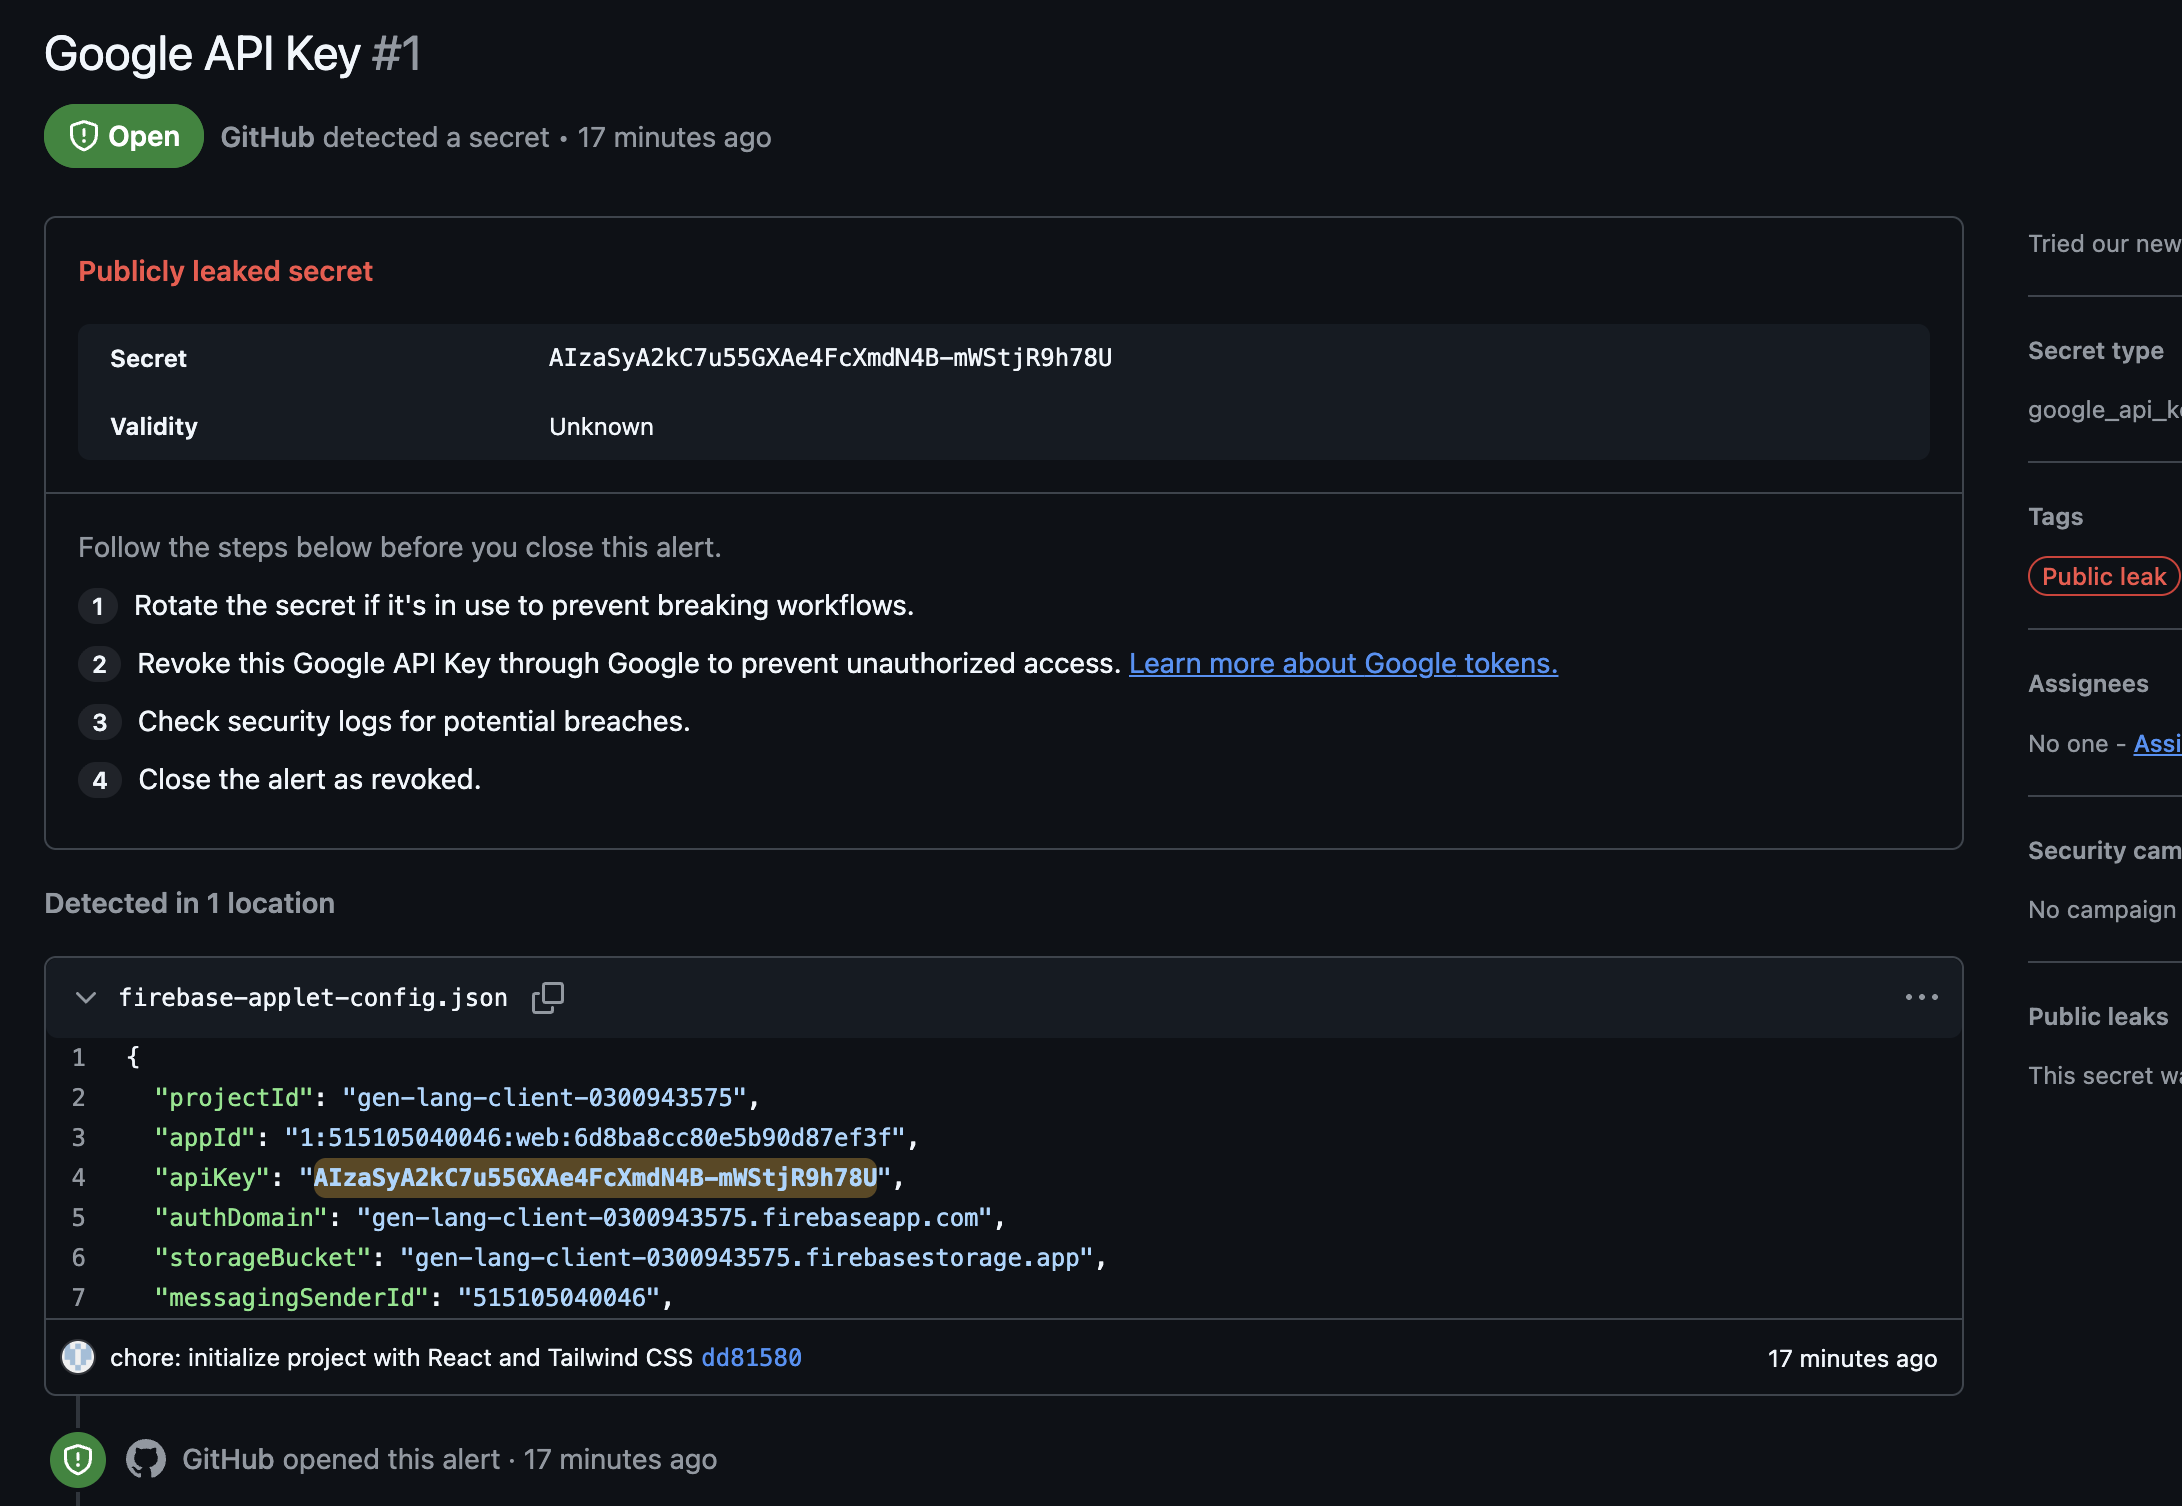 Google API Key #1
Open GitHub detected a secret • 17 minutes ago
Publicly leaked secret
Secret AIzaSyA2kC7u55GXAe4FcXmdN4B-mWStjR9h78U
Validity Unknown
Follow the steps below before you close this alert.
1 Rotate the secret if it's in use to prevent breaking workflows.
2 Revoke this Google API Key through Google to prevent unauthorized access. Learn more about Google tokens.
3 Check security logs for potential breaches.
4 Close the alert as revoked.
Detected in 1 location
firebase-applet-config.json
1 {
2 "projectId": "gen-lang-client-0300943575",
3 "appId": "1:515105040046:web:6d8ba8cc80e5b90d87ef3f",
4 "apiKey": "AIzaSyA2kC7u55GXAe4FcXmdN4B-mWStjR9h78U",
5 "authDomain": "gen-lang-client-0300943575.firebaseapp.com",
6 "storageBucket": "gen-lang-client-0300943575.firebasestorage.app",
7 "messagingSenderId": "515105040046",
chore: initialize project with React and Tailwind CSS dd81580 17 minutes ago
GitHub opened this alert · 17 minutes ago
Tried our new
Secret type
google_api_k
Tags
Public leak
Assignees
No one - Assi
Security cam
No campaign
Public leaks
This secret wa